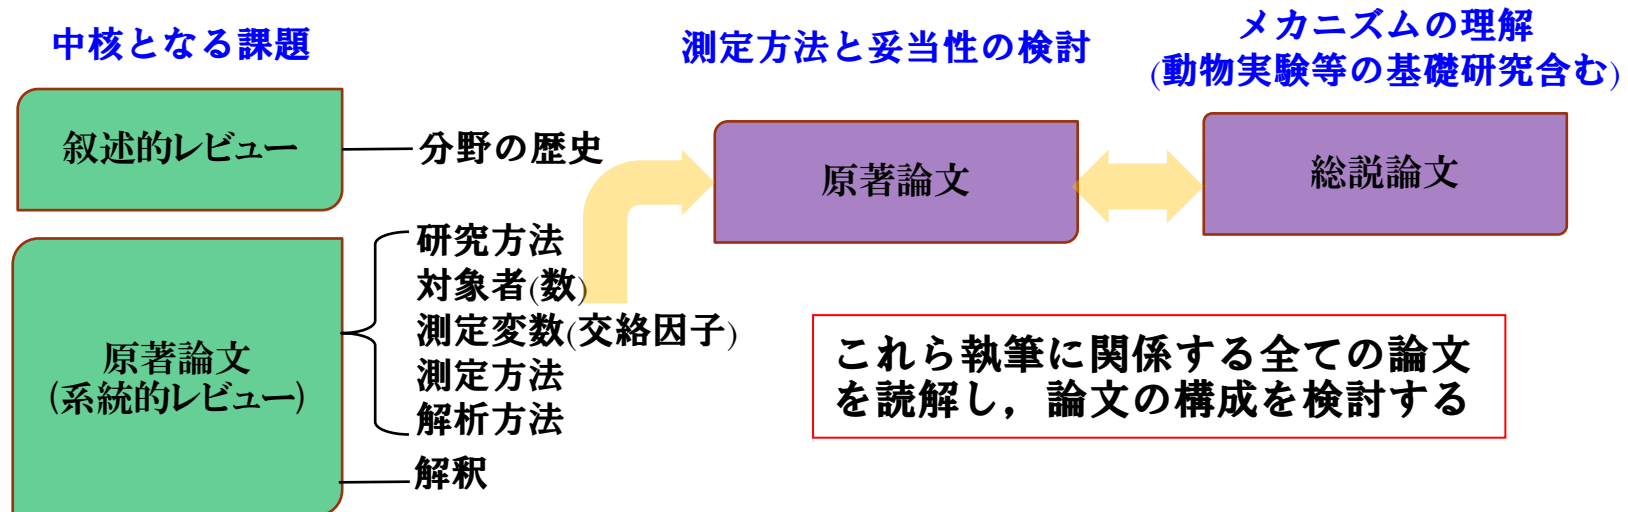 中核となる課題
叙述的レビュー
分野の歴史
原著論文
(系統的レビュー)
研究方法
対象者(数)
測定変数(交絡因子)
測定方法
解析方法
解釈
測定方法と妥当性の検討
原著論文
メカニズムの理解
(動物実験等の基礎研究含む)
総説論文
これら執筆に関係する全ての論文
を読解し，論文の構成を検討する